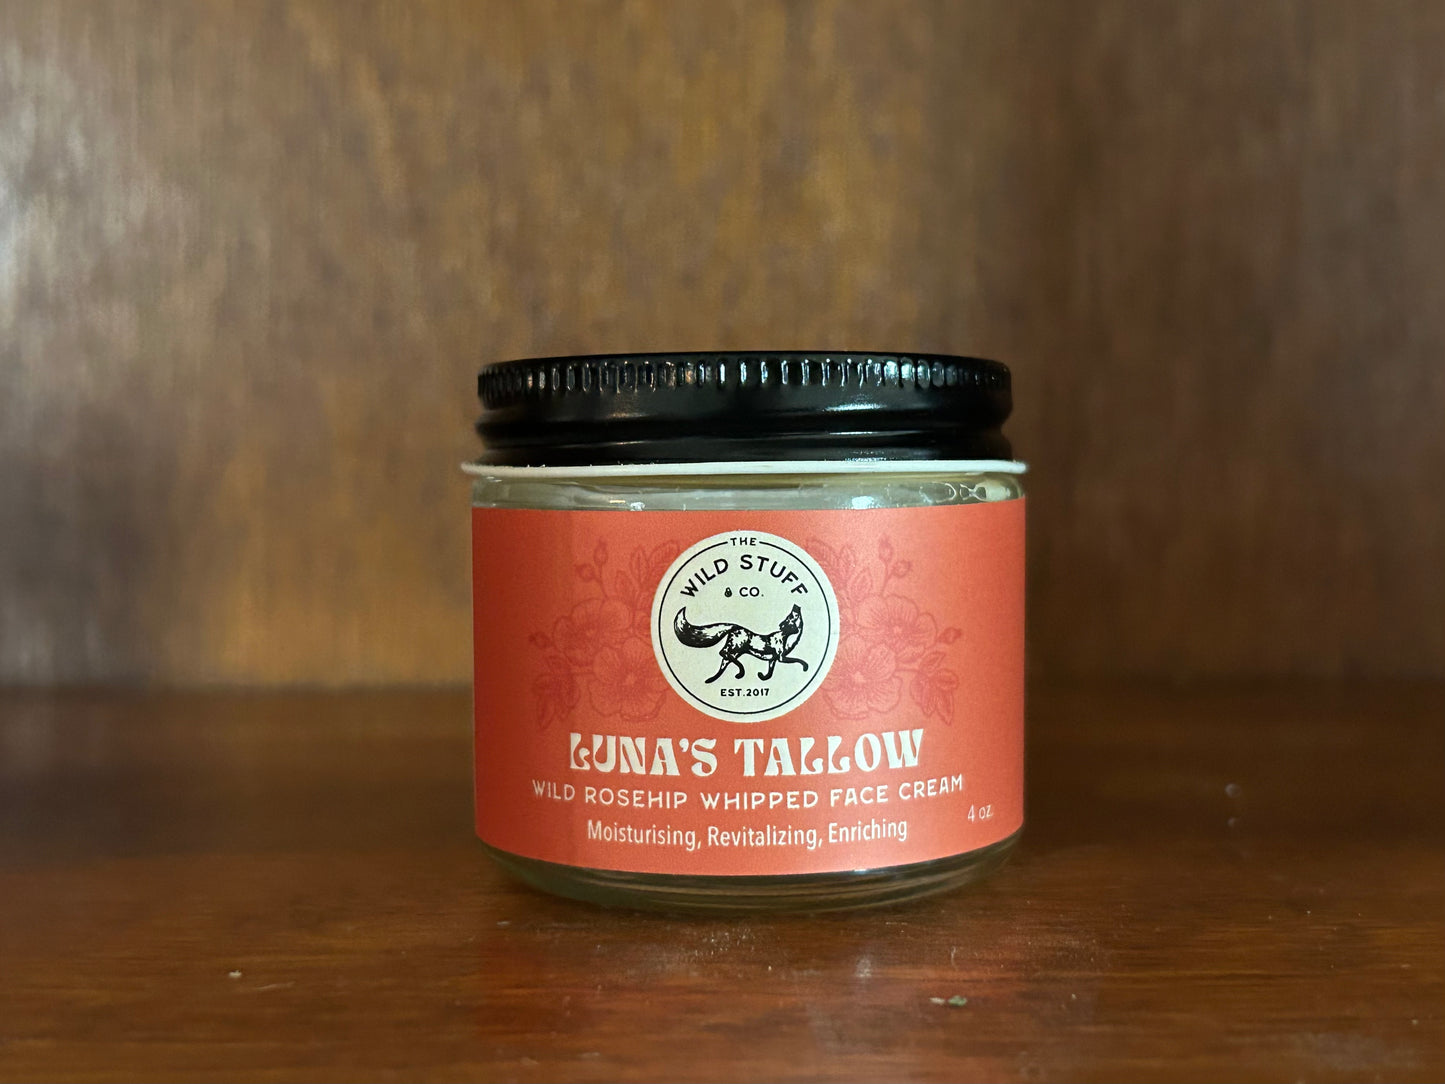 THE
WILD STUFF
& CO.
EST.2017
LUNA'S TALLOW
WILD ROSEHIP WHIPPED FACE CREAM
Moisturising, Revitalizing, Enriching
4 oz.